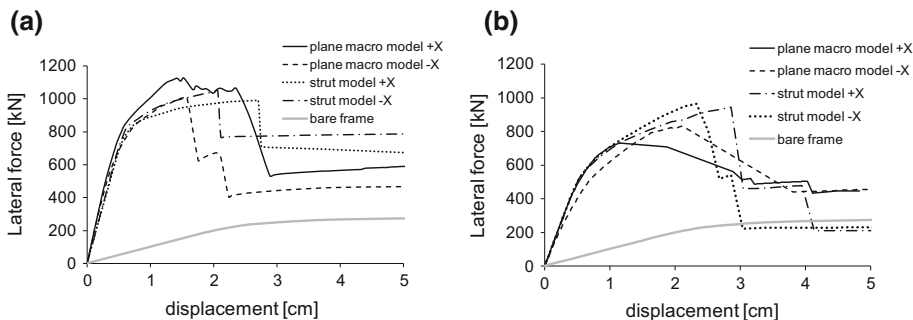 (a)
plane macro model +X
plane macro model -X
strut model +X
strut model -X
bare frame
Lateral force [kN]
1200
1000
800
600
400
200
0
0 1 2 3 4 5
displacement [cm]
(b)
plane macro model +X
plane macro model -X
strut model +X
strut model -X
bare frame
Lateral force [kN]
1200
1000
800
600
400
200
0
0 1 2 3 4 5
displacement [cm]